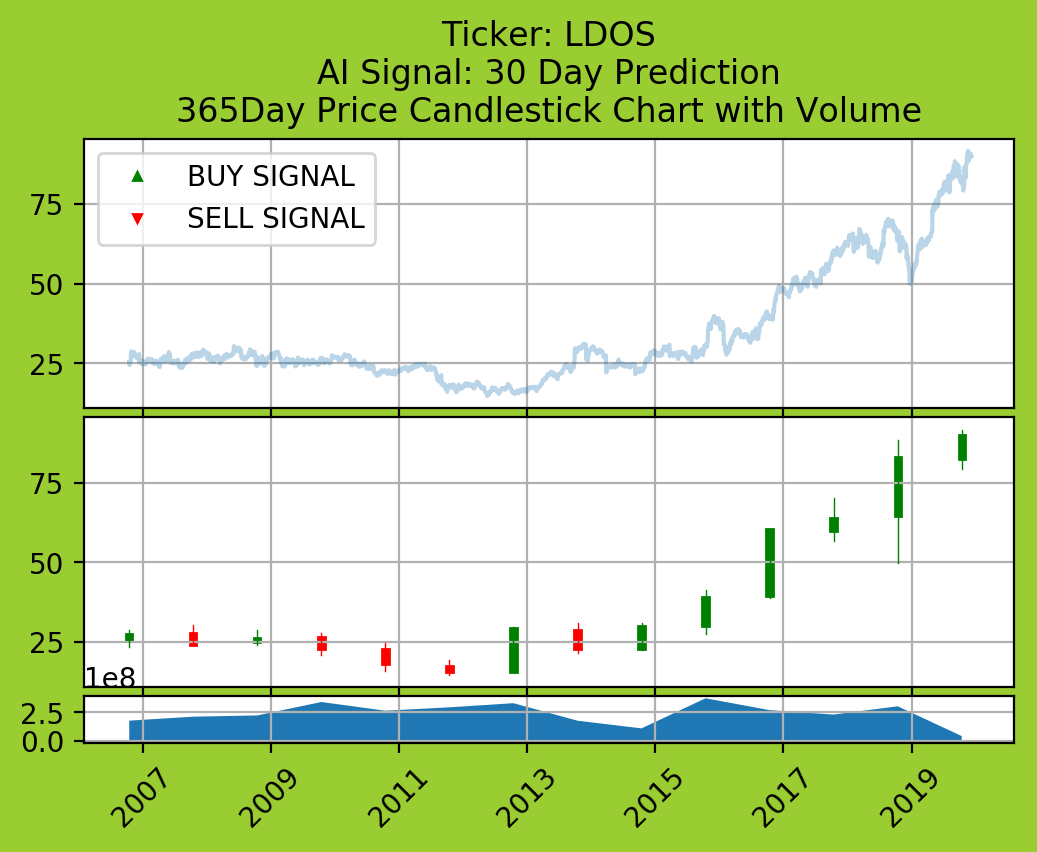 Ticker: LDOS
AI Signal: 30 Day Prediction
365Day Price Candlestick Chart with Volume
BUY SIGNAL
SELL SIGNAL
75
50
25
75
50
25
1e8
2.5
0.0
2007
2009
2011
2013
2015
2017
2019